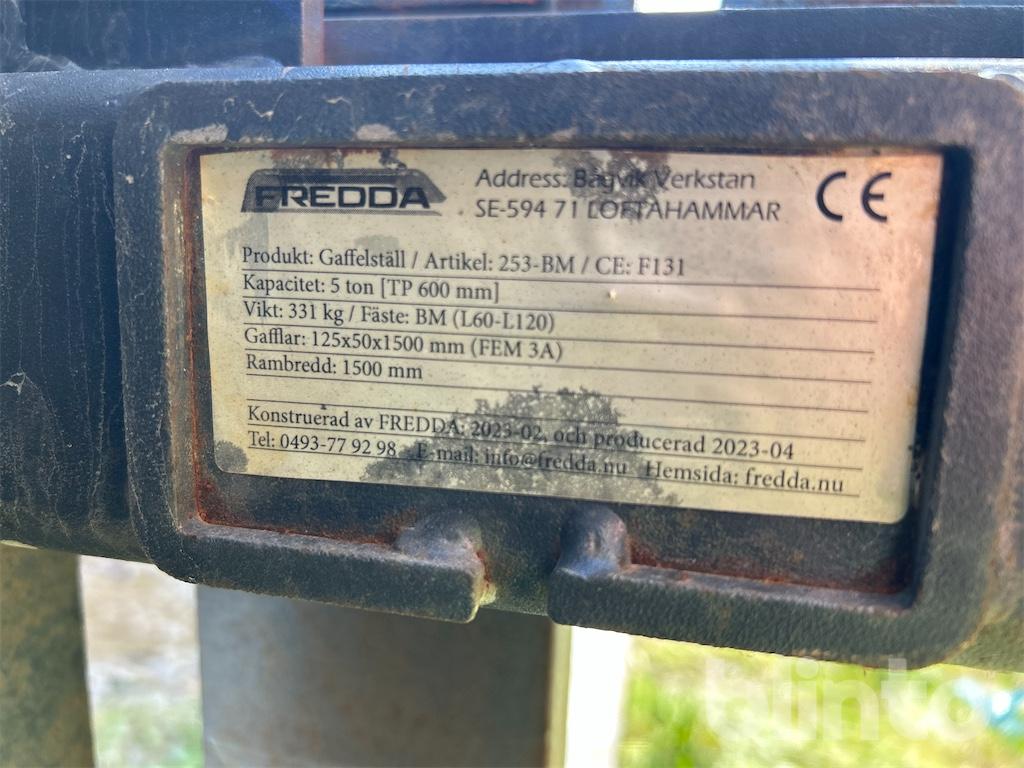 FREDDA
Address: Bågvik Verkstan
SE-594 71 LOFTAHAMMAR
CE
Produkt: Gaffelställ / Artikel: 253-BM / CE: F131
Kapacitet: 5 ton [TP 600 mm]
Vikt: 331 kg / Fäste: BM (L60-L120)
Gafflar: 125x50x1500 mm (FEM 3A)
Rambredd: 1500 mm
Konstruerad av FREDDA: 2023-02, och producerad 2023-04
Tel: 0493-77 92 98 E-mail: info@fredda.nu Hemsida: fredda.nu
blinto